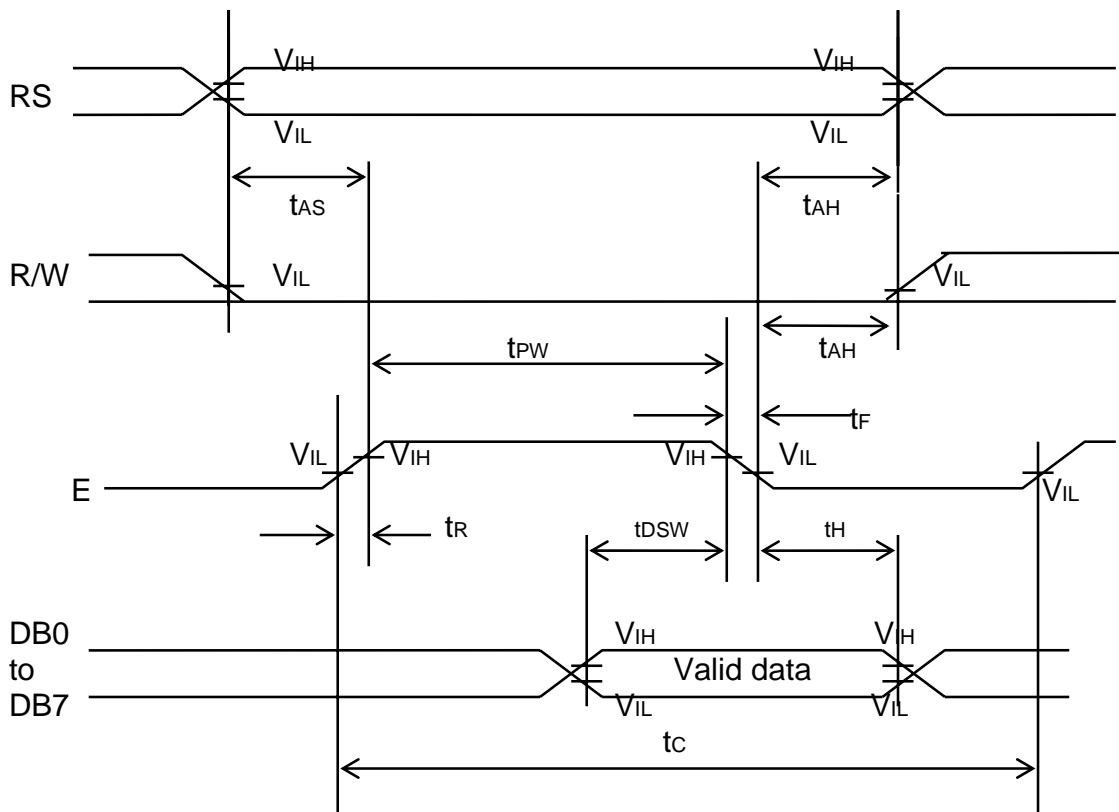 VIH VIH
RS
VIL VIL
tAS tAH
R/W VIL VIL
tPW tAH
tF
VIL VIH VIH VIL
E VIL
tR tDSW tH
DB0 VIH VIH
to Valid data
DB7 VIL VIL
tC